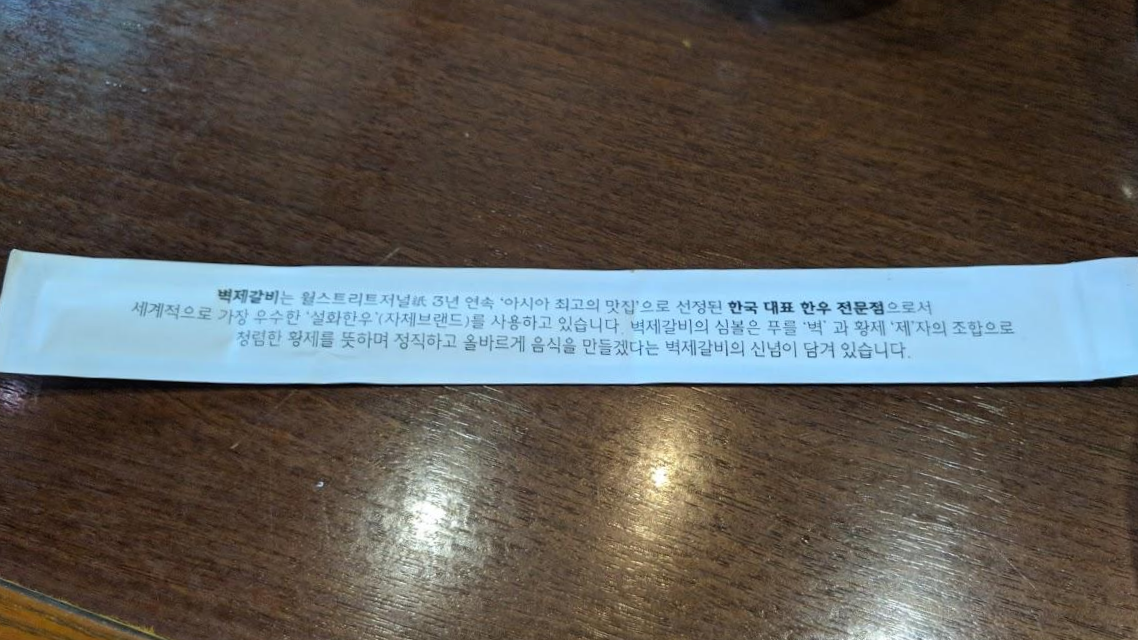 벽제갈비는 월스트리트저널紙 3년 연속 '아시아 최고의 맛집'으로 선정된 한국 대표 한우 전문점으로서
세계적으로 가장 우수한 '설화한우'(자체브랜드)를 사용하고 있습니다. 벽제갈비의 심볼은 푸를 '벽' 과 황제 '제'자의 조합으로
청렴한 황제를 뜻하며 정직하고 올바르게 음식을 만들겠다는 벽제갈비의 신념이 담겨 있습니다.